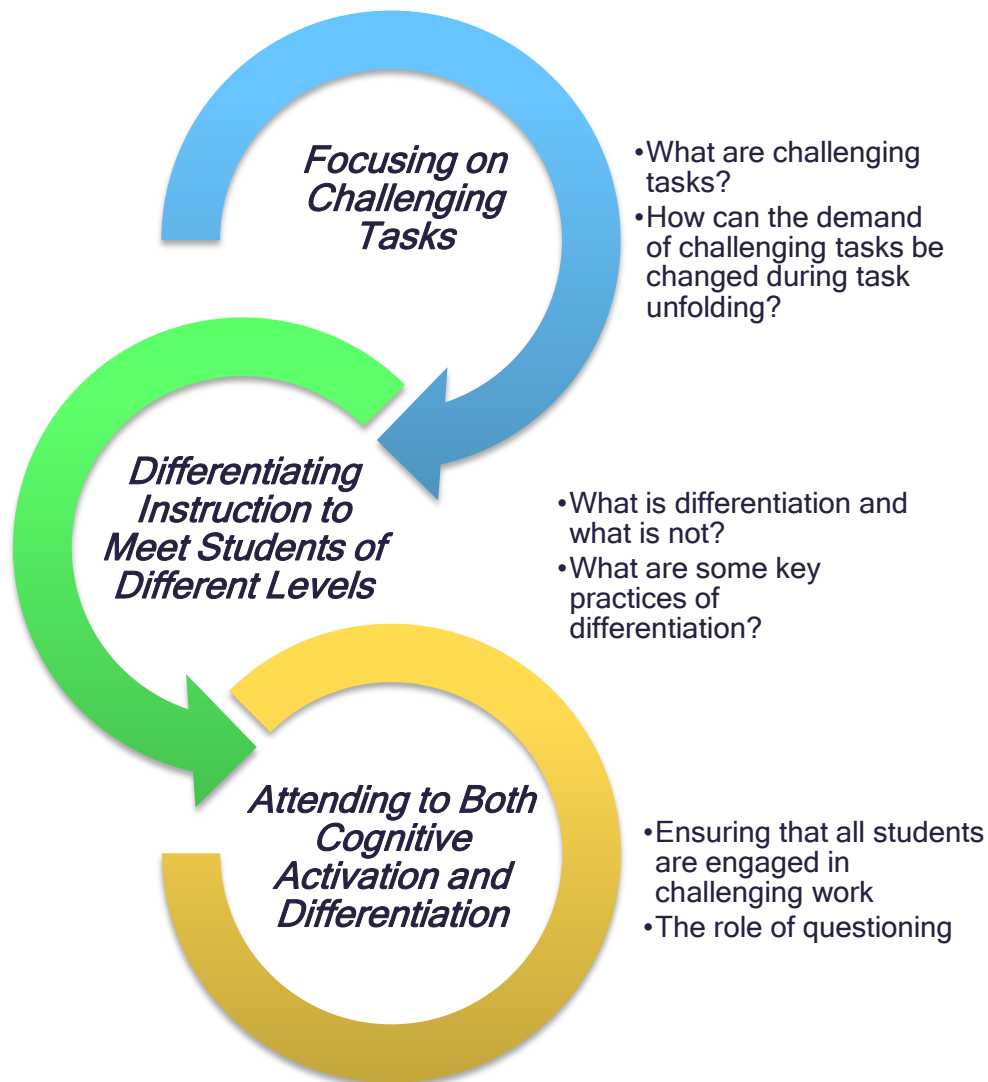 Focusing on
Challenging
Tasks
•What are challenging
tasks?
•How can the demand
of challenging tasks be
changed during task
unfolding?
Differentiating
Instruction to
Meet Students of
Different Levels
•What is differentiation and
what is not?
•What are some key
practices of
differentiation?
Attending to Both
Cognitive
Activation and
Differentiation
•Ensuring that all students
are engaged in
challenging work
•The role of questioning